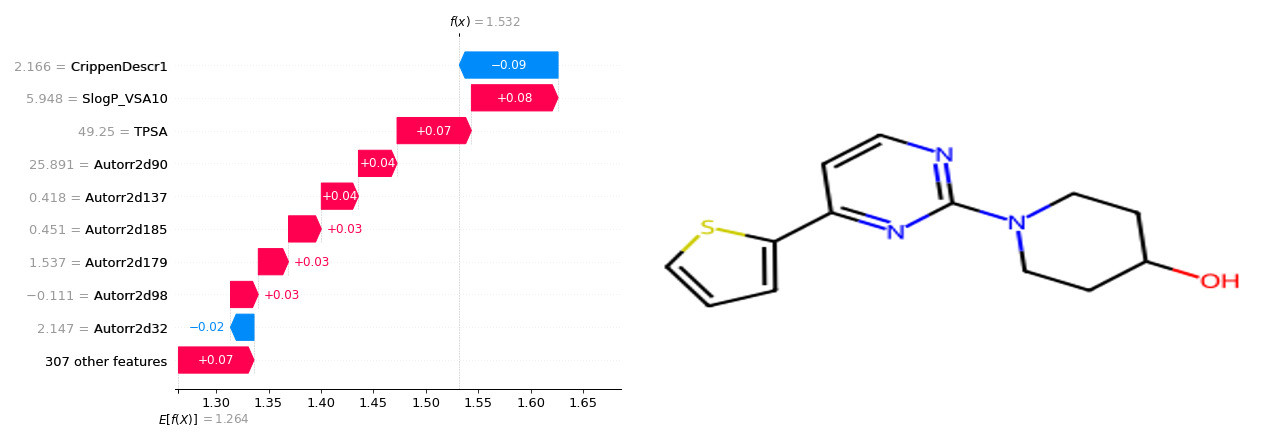 f(x) = 1.532
2.166 = CrippenDescr1
−0.09
5.948 = SlogP_VSA10
+0.08
49.25 = TPSA
+0.07
25.891 = Autorr2d90
+0.04
0.418 = Autorr2d137
+0.04
0.451 = Autorr2d185
+0.03
1.537 = Autorr2d179
+0.03
−0.111 = Autorr2d98
+0.03
2.147 = Autorr2d32
−0.02
307 other features
+0.07
1.30 1.35 1.40 1.45 1.50 1.55 1.60 1.65
E[f(X)] = 1.264
N
S
N
N
OH